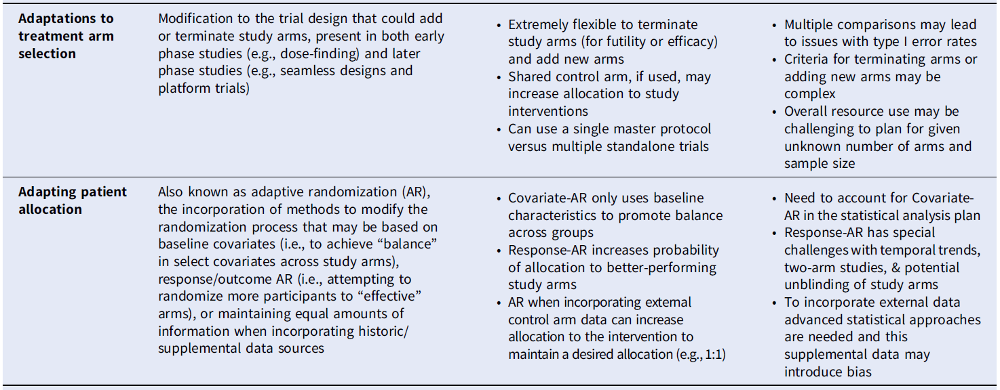 Adaptations to
treatment arm
selection
Modification to the trial design that could add
or terminate study arms, present in both early
phase studies (e.g., dose-finding) and later
phase studies (e.g., seamless designs and
platform trials)
• Extremely flexible to terminate
study arms (for futility or efficacy)
and add new arms
• Shared control arm, if used, may
increase allocation to study
interventions
• Can use a single master protocol
versus multiple standalone trials
• Multiple comparisons may lead
to issues with type I error rates
• Criteria for terminating arms or
adding new arms may be
complex
• Overall resource use may be
challenging to plan for given
unknown number of arms and
sample size
Adapting patient
allocation
Also known as adaptive randomization (AR),
the incorporation of methods to modify the
randomization process that may be based on
baseline covariates (i.e., to achieve “balance”
in select covariates across study arms),
response/outcome AR (i.e., attempting to
randomize more participants to “effective”
arms), or maintaining equal amounts of
information when incorporating historic/
supplemental data sources
• Covariate-AR only uses baseline
characteristics to promote balance
across groups
• Response-AR increases probability
of allocation to better-performing
study arms
• AR when incorporating external
control arm data can increase
allocation to the intervention to
maintain a desired allocation (e.g., 1:1)
• Need to account for Covariate-
AR in the statistical analysis plan
• Response-AR has special
challenges with temporal trends,
two-arm studies, & potential
unblinding of study arms
• To incorporate external data
advanced statistical approaches
are needed and this
supplemental data may
introduce bias